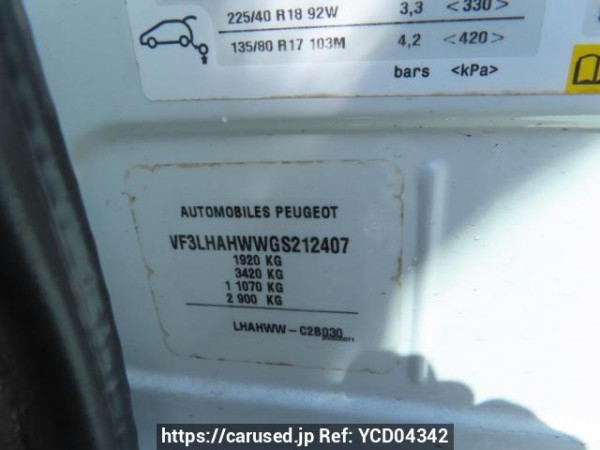 225/40 R18 92W 3,3 <330>
135/80 R17 103M 4,2 <420>
bars <kPa>
AUTOMOBILES PEUGEOT
VF3LHAHWWGS212407
1920 KG
3420 KG
1 1070 KG
2 900 KG
LHAHWW-C2B030
https://carused.jp Ref: YCD04342